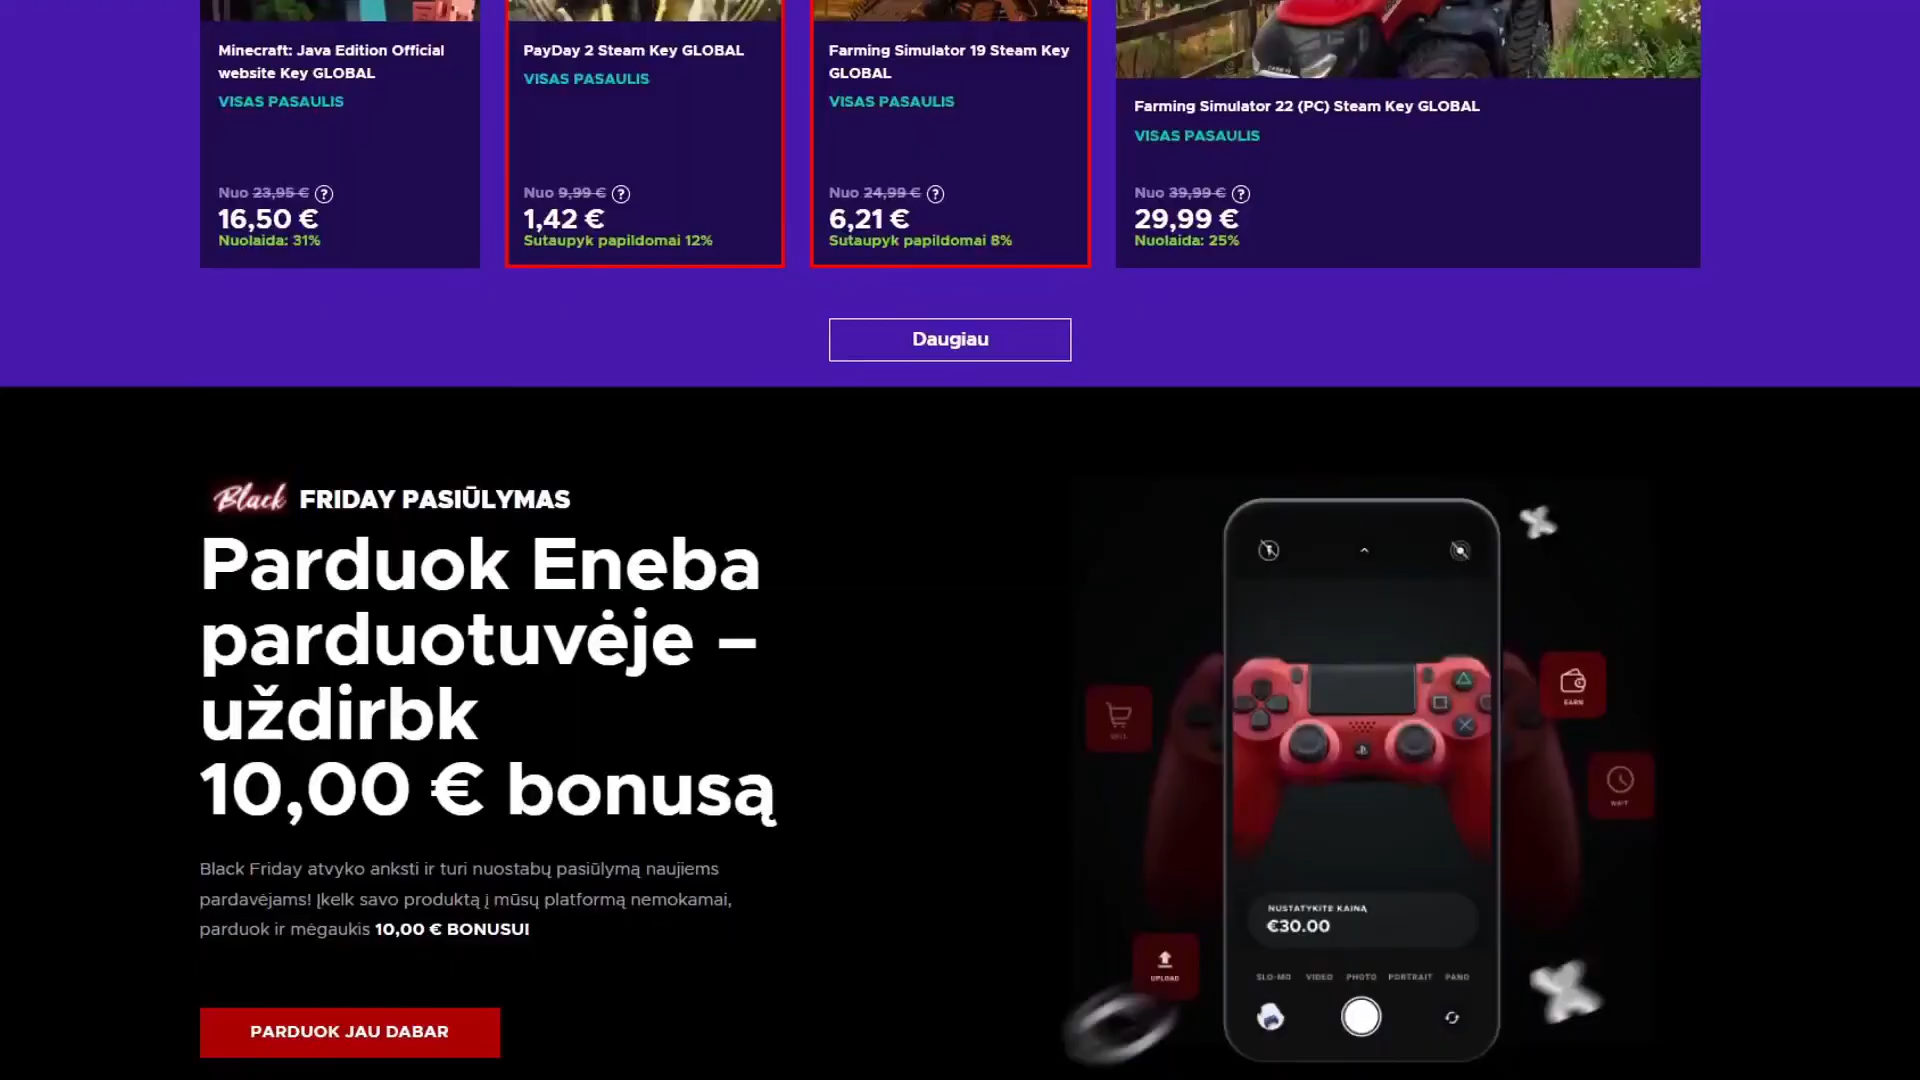 Minecraft: Java Edition Official
website Key GLOBAL
VISAS PASAULIS
Nuo 23,95 € ?
16,50 €
Nuolaida: 31%
PayDay 2 Steam Key GLOBAL
VISAS PASAULIS
Nuo 9,99 € ?
1,42 €
Sutaupyk papildomai 12%
Farming Simulator 19 Steam Key
GLOBAL
VISAS PASAULIS
Nuo 24,99 € ?
6,21 €
Sutaupyk papildomai 8%
Farming Simulator 22 (PC) Steam Key GLOBAL
VISAS PASAULIS
Nuo 39,99 € ?
29,99 €
Nuolaida: 25%
Daugiau
Black FRIDAY PASIŪLYMAS
Parduok Eneba
parduotuvėje –
uždirbk
10,00 € bonusą
Black Friday atvyko anksti ir turi nuostabų pasiūlymą naujiems
pardavėjams! Įkelk savo produktą į mūsų platformą nemokamai,
parduok ir mėgaukis 10,00 € BONUSU!
PARDUOK JAU DABAR
SELL
EARN
WAIT
UPLOAD
NUSTATYKITE KAINĄ
€30.00
SLO-MO VIDEO PHOTO PORTRAIT PANO